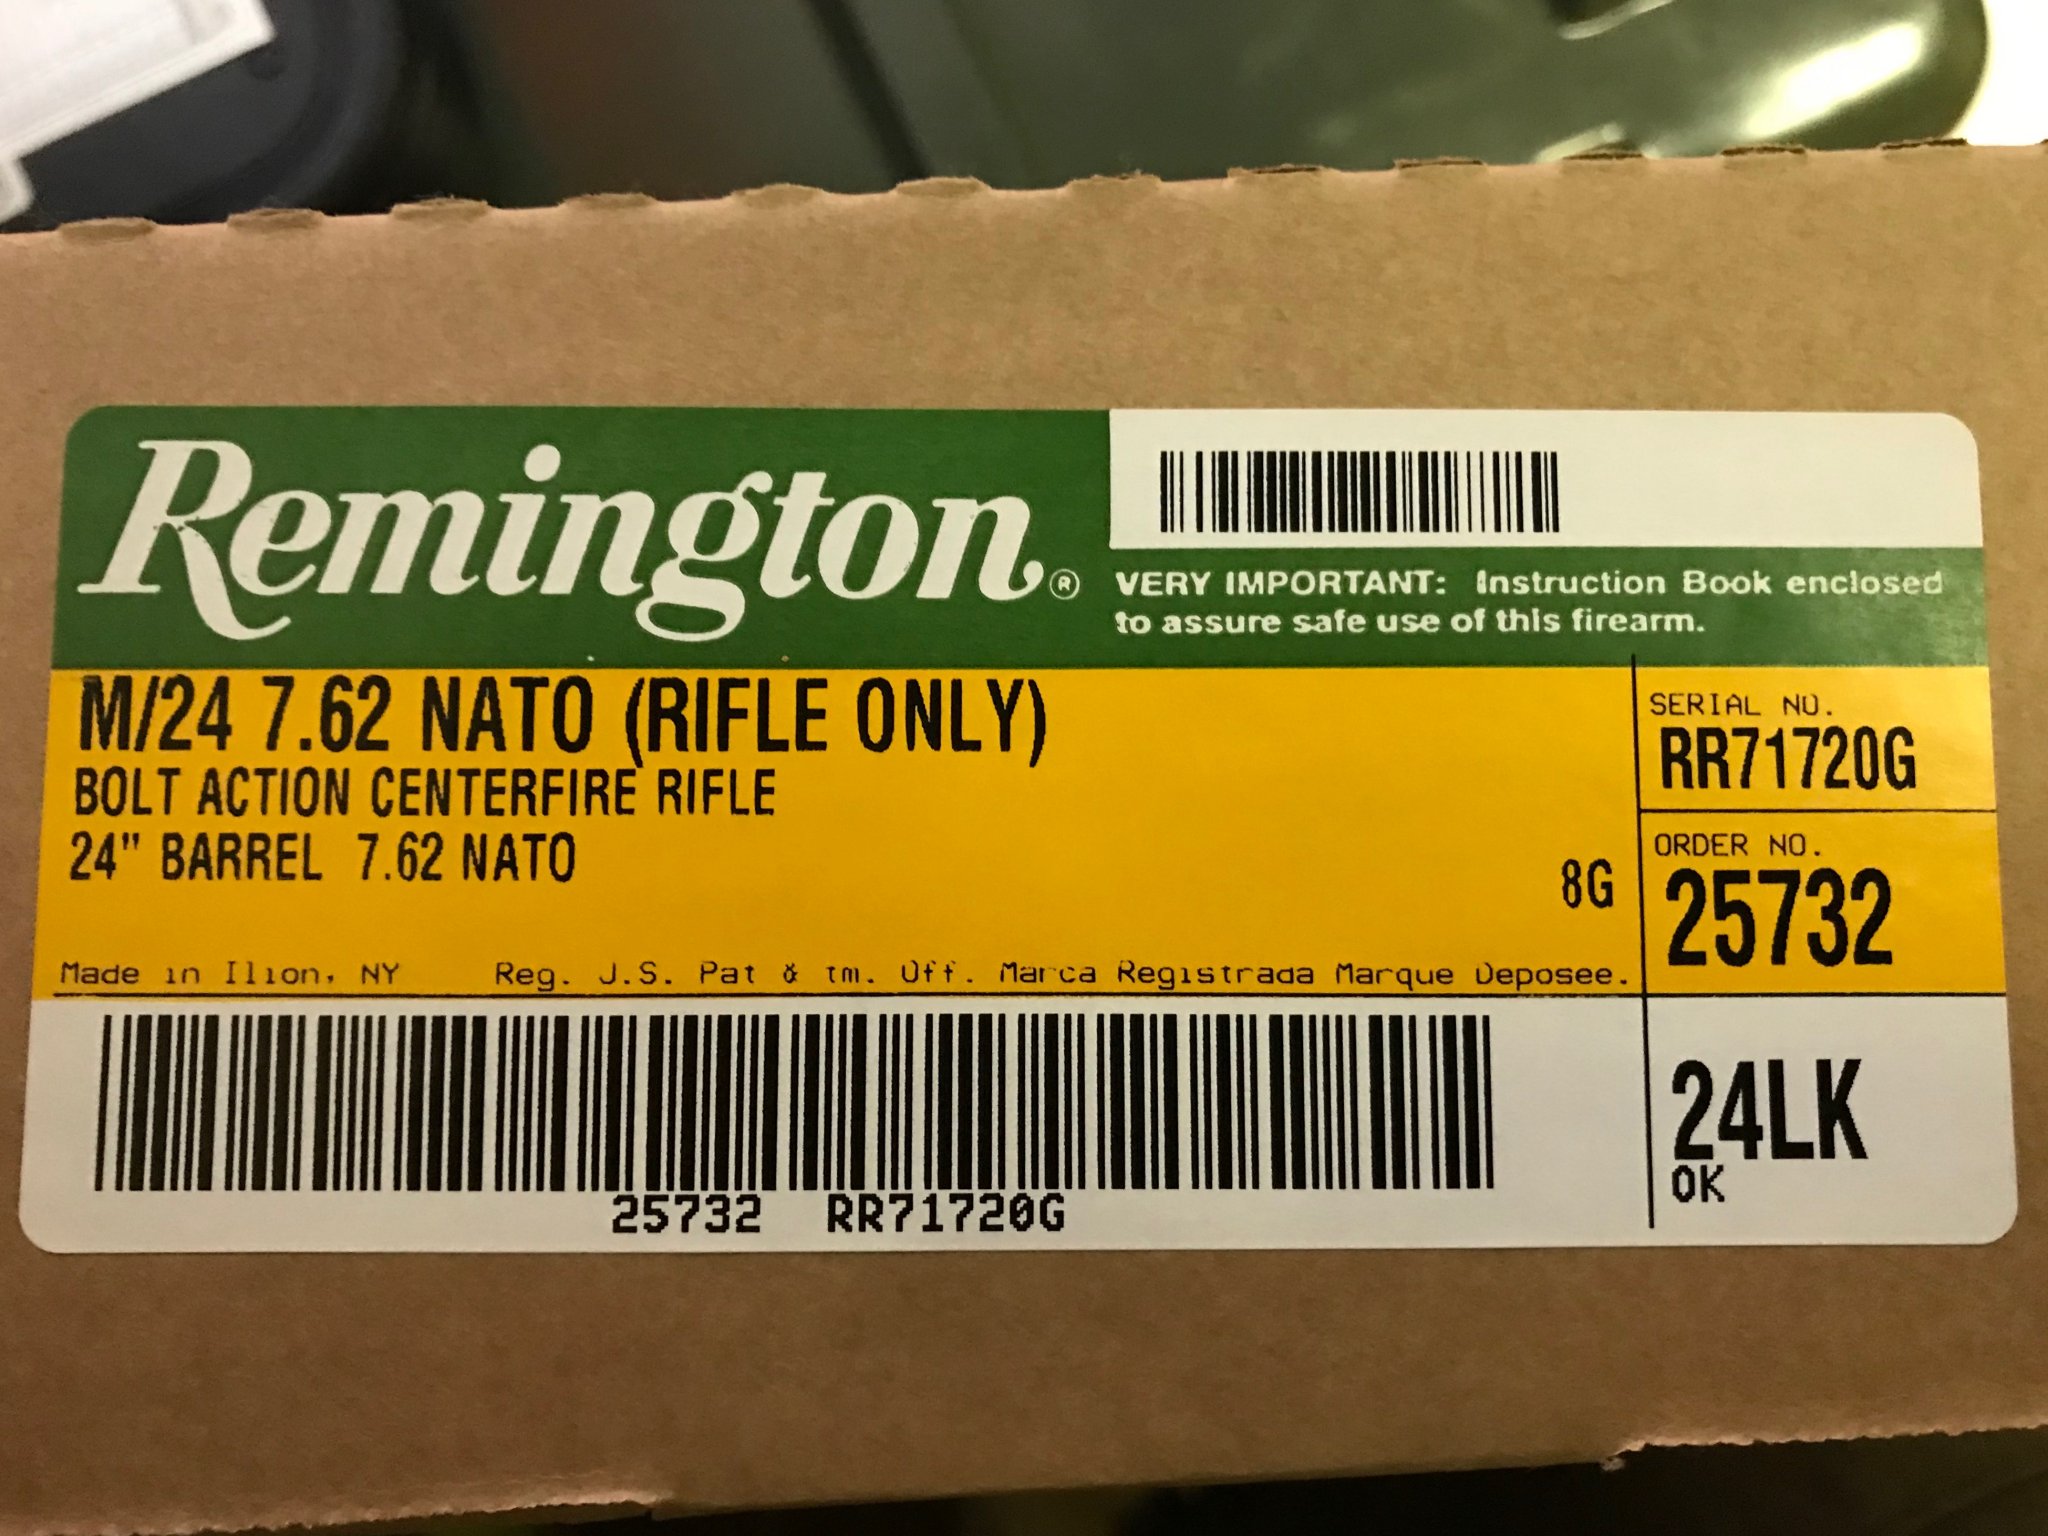 Remington®
VERY IMPORTANT: Instruction Book enclosed
to assure safe use of this firearm.
M/24 7.62 NATO (RIFLE ONLY)
BOLT ACTION CENTERFIRE RIFLE
24" BARREL 7.62 NATO
8G
SERIAL NO.
RR71720G
ORDER NO.
25732
Made in Ilion, NY Reg. U.S. Pat & tm. Off. Marca Registrada Marque Deposee.
24LK
OK
25732 RR71720G